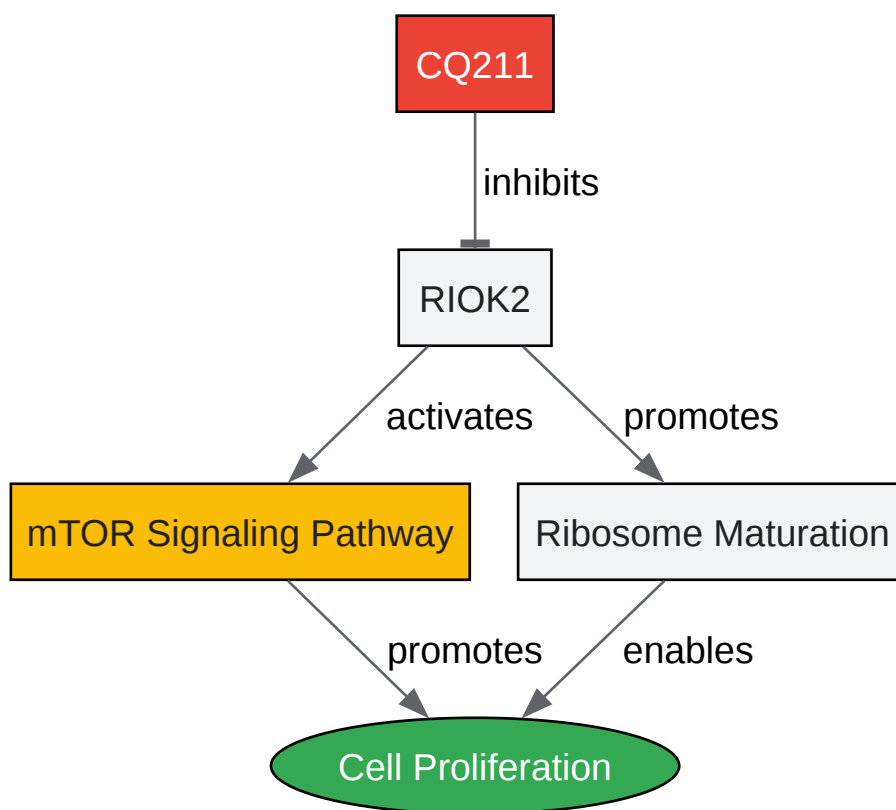 CQ211
inhibits
RIOK2
activates
promotes
mTOR Signaling Pathway
Ribosome Maturation
promotes
enables
Cell Proliferation